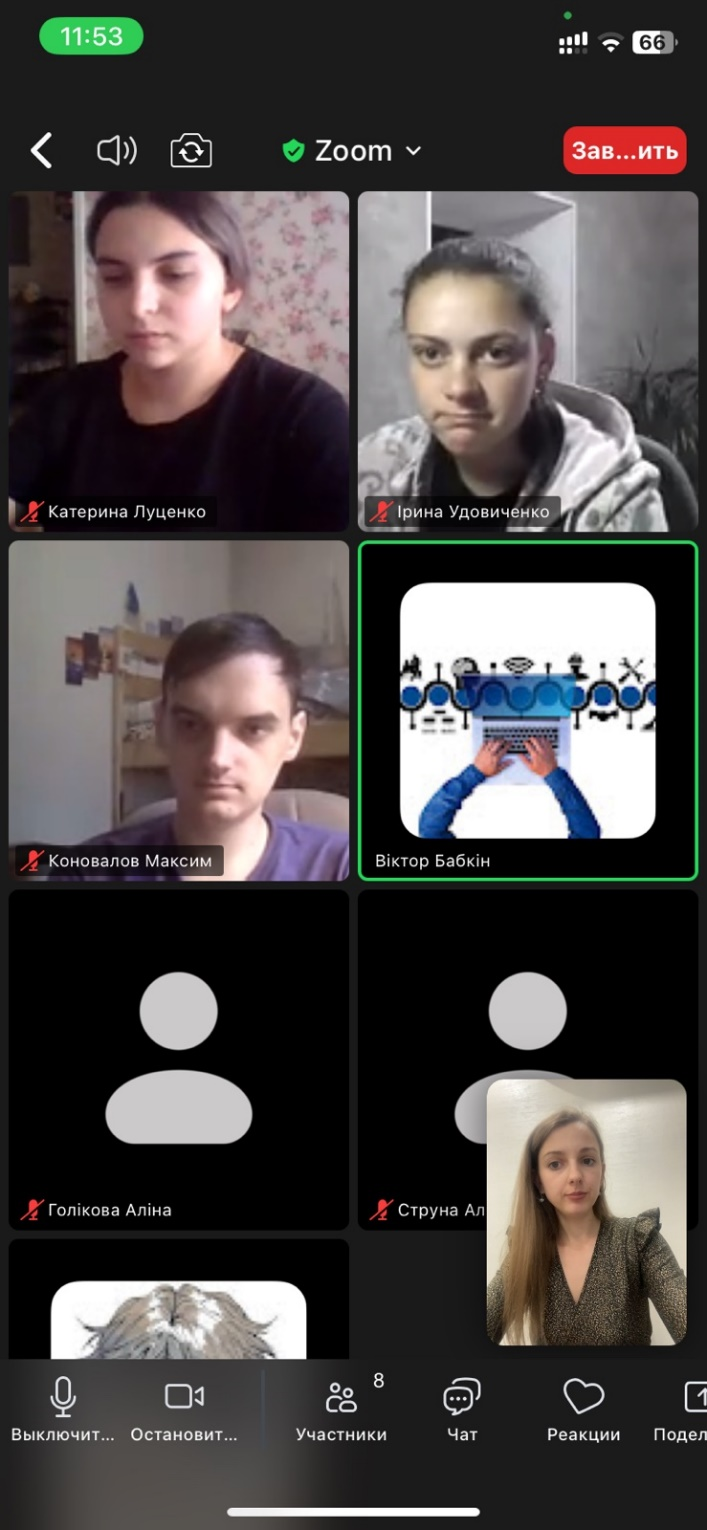 11:53
66
Zoom
Зав...ить
Катерина Луценко
Ірина Удовиченко
Коновалов Максим
Віктор Бабкін
Голікова Аліна
Струна Ал
8
Выключит...
Остановит...
Участники
Чат
Реакции
Подел